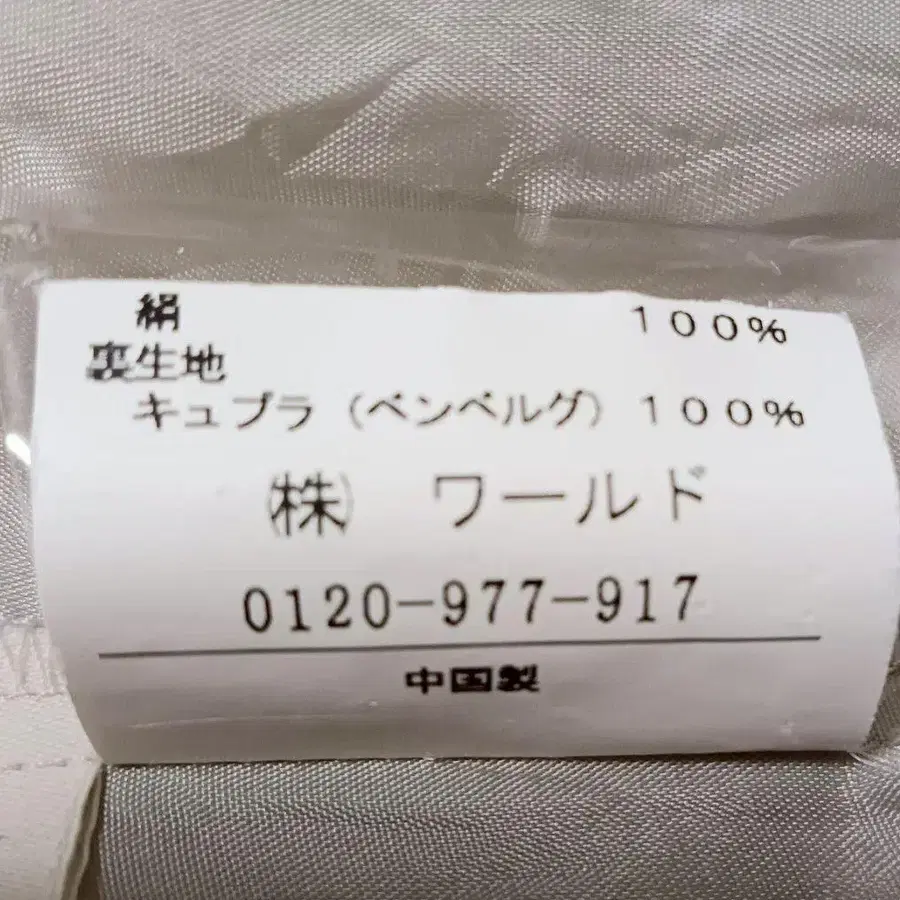 絹 100%
裏生地
キュプラ（ベンベルグ）100%
㈱ ワールド
0120-977-917
中国製